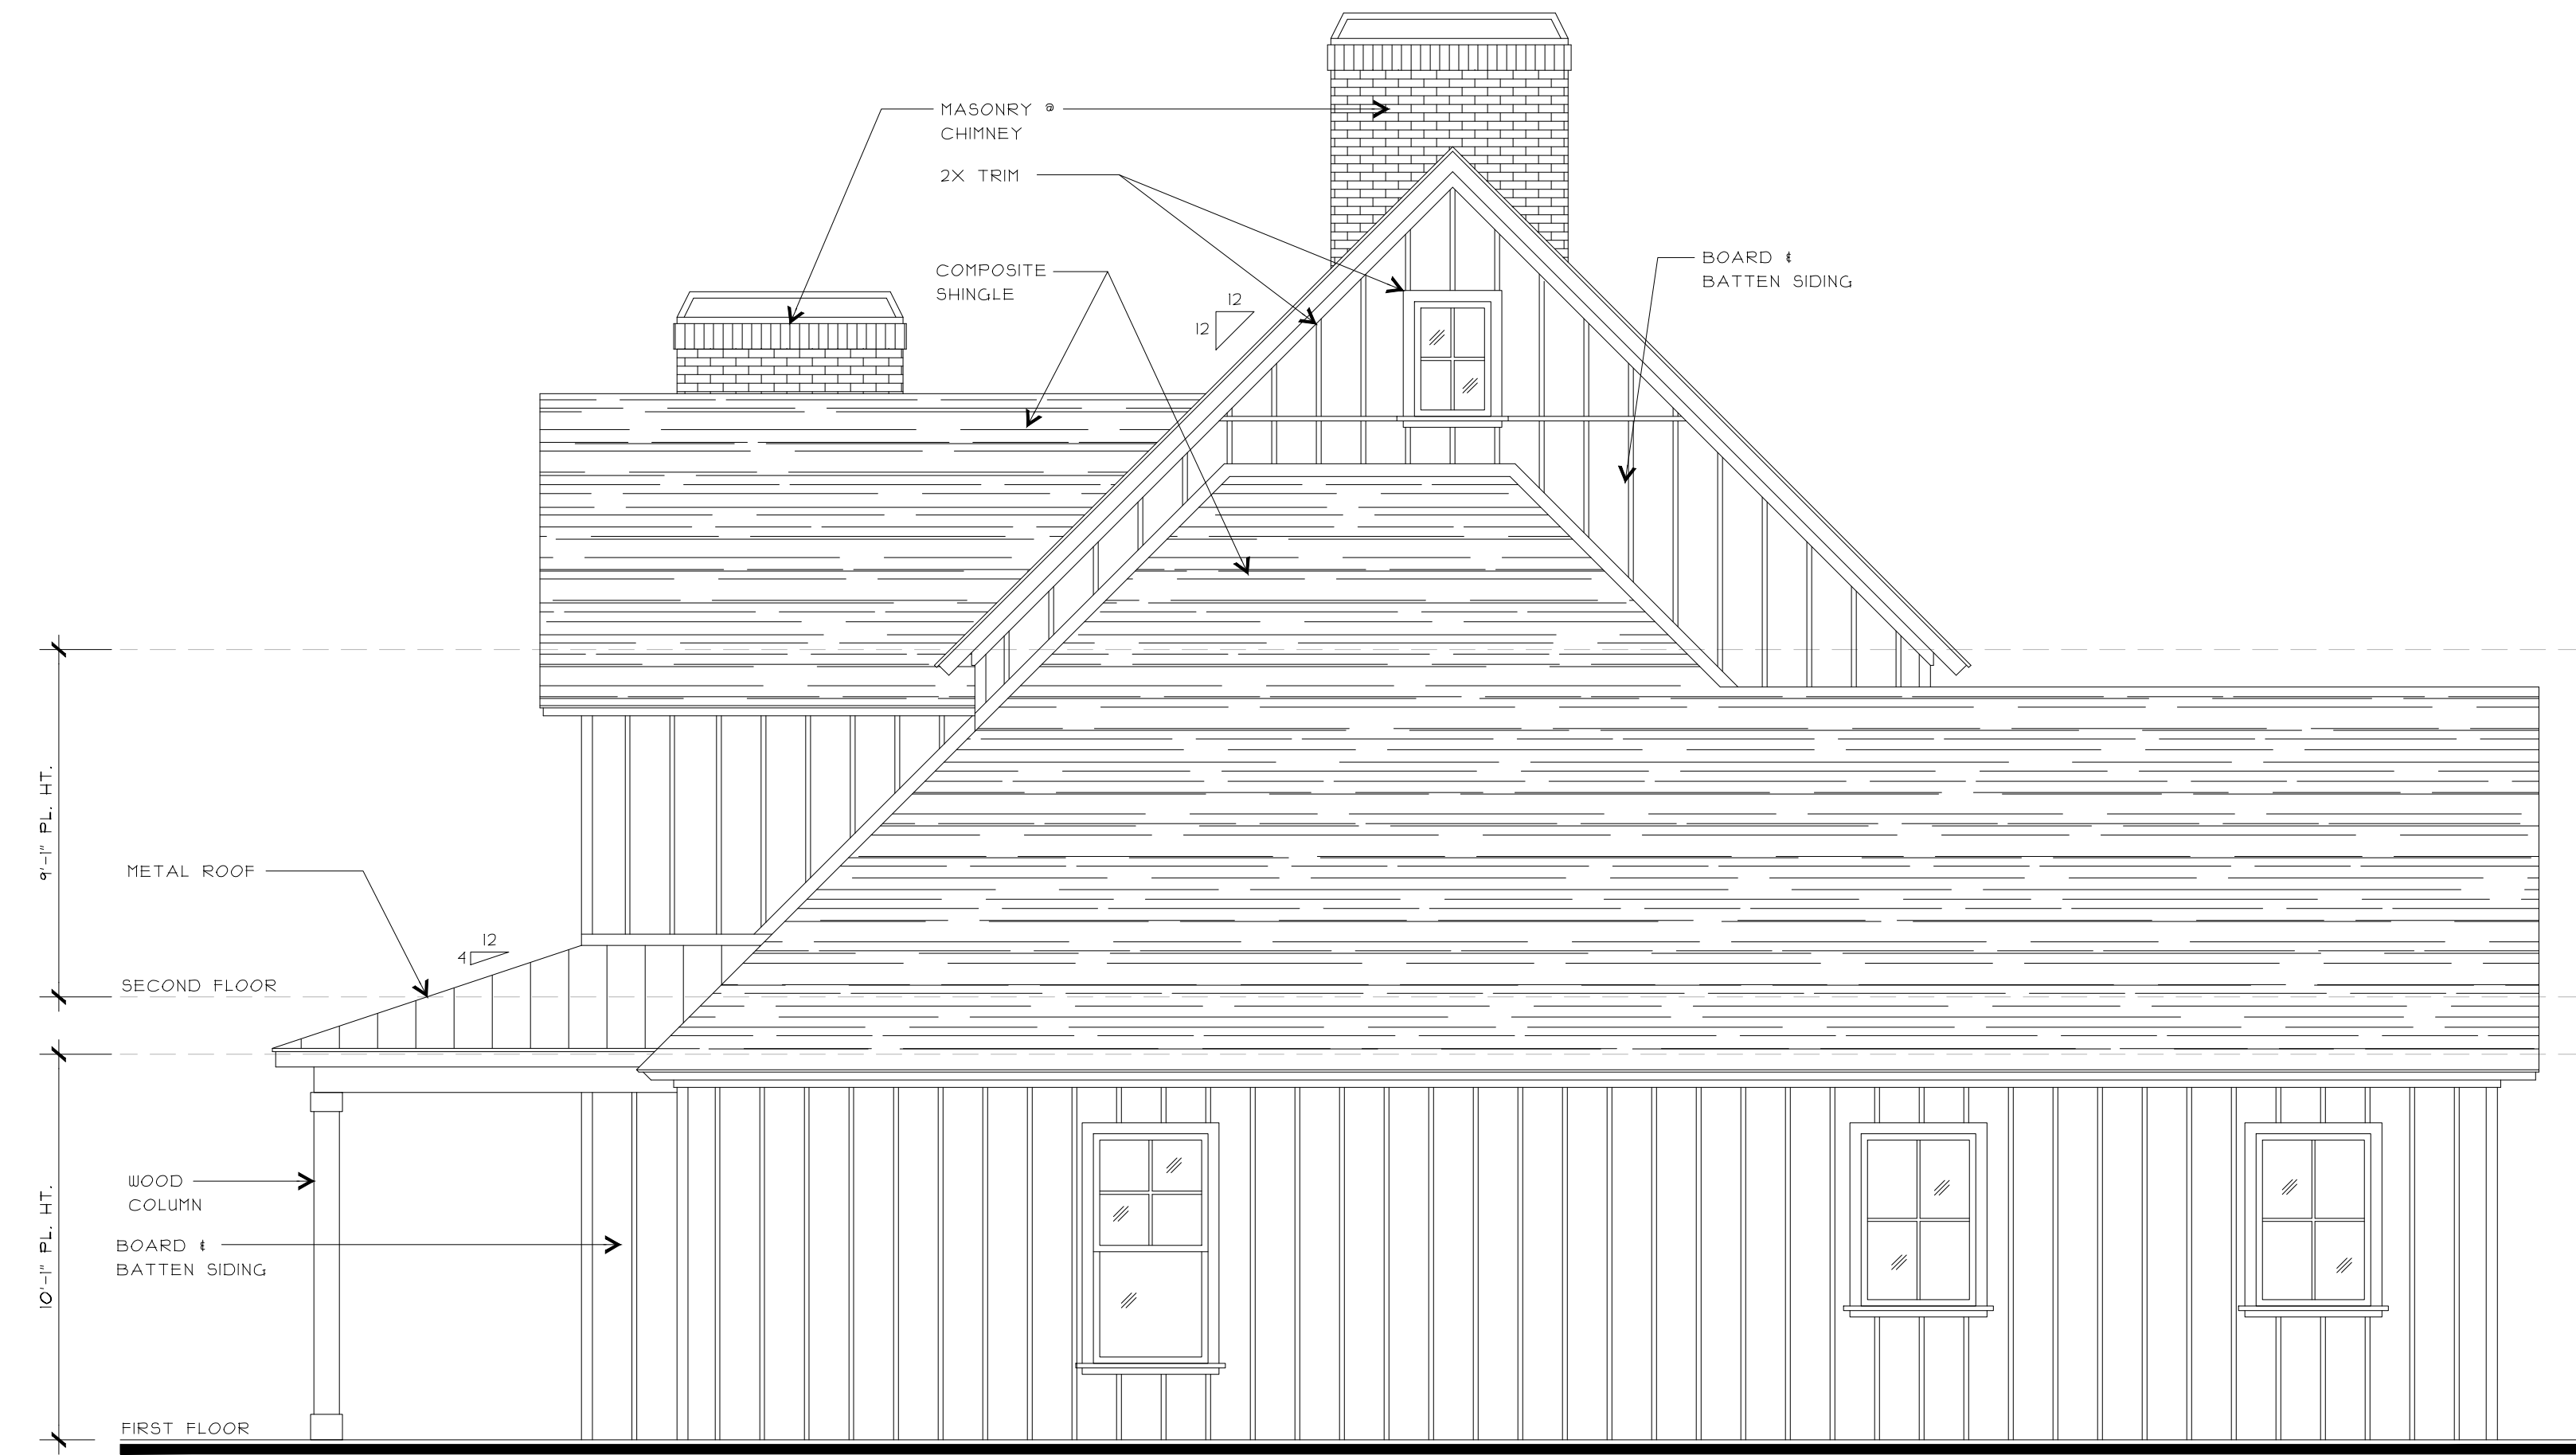 MASONRY @
CHIMNEY
2X TRIM
COMPOSITE
SHINGLE
BOARD &
BATTEN SIDING
12
12
9'-1" PL. HT.
METAL ROOF
12
4
SECOND FLOOR
WOOD
COLUMN
BOARD &
BATTEN SIDING
10'-1" PL. HT.
FIRST FLOOR